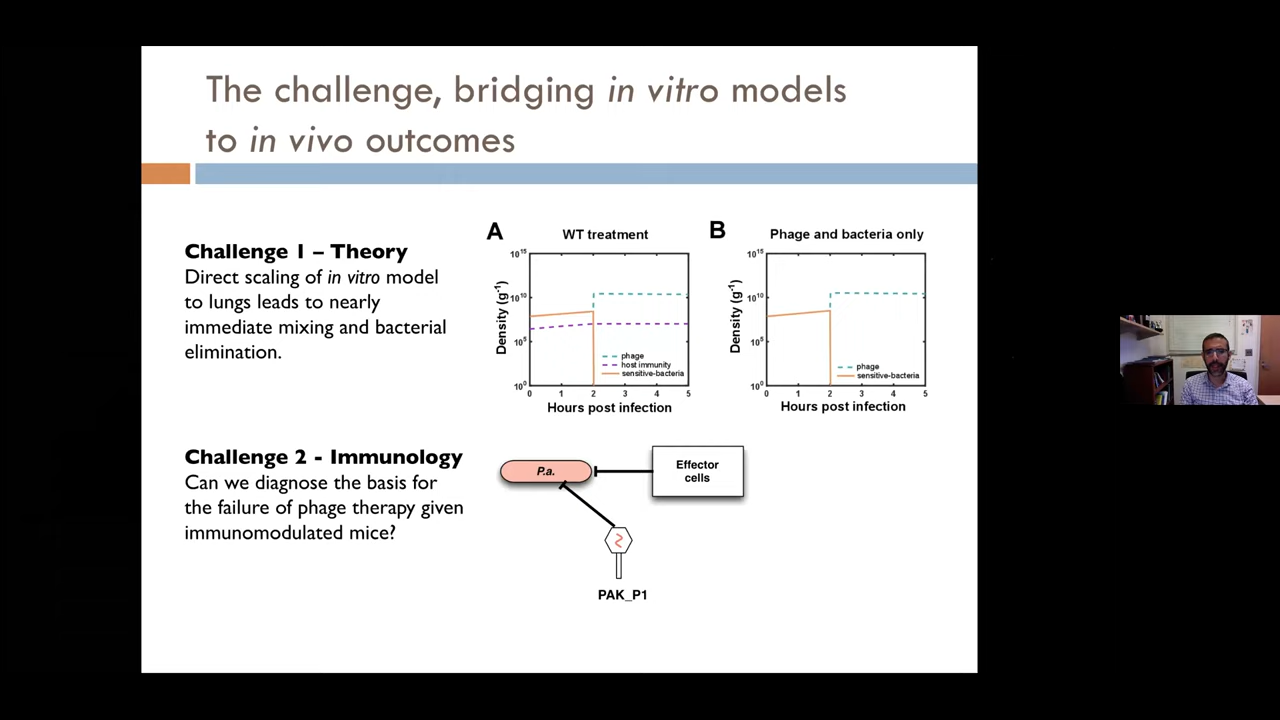 The challenge, bridging in vitro models
to in vivo outcomes
Challenge 1 – Theory
Direct scaling of in vitro model
to lungs leads to nearly
immediate mixing and bacterial
elimination.
A
WT treatment
Density (g⁻¹)
10¹⁵
10¹⁰
10⁵
10⁰
phage
host immunity
sensitive-bacteria
0 1 2 3 4 5
Hours post infection
B
Phage and bacteria only
Density (g⁻¹)
10¹⁵
10¹⁰
10⁵
10⁰
phage
sensitive-bacteria
0 1 2 3 4 5
Hours post infection
Challenge 2 - Immunology
Can we diagnose the basis for
the failure of phage therapy given
immunomodulated mice?
P.a.
Effector
cells
PAK_P1